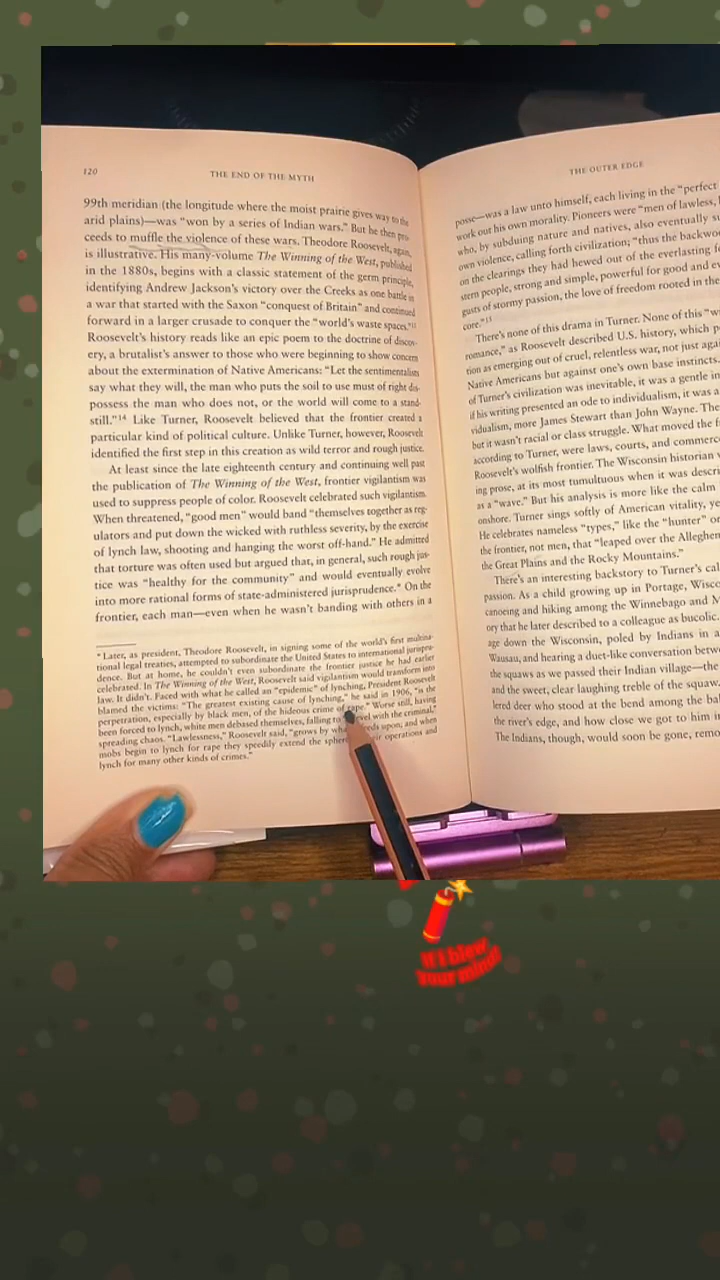 120
THE END OF THE MYTH
99th meridian (the longitude where the moist prairie gives way to the
arid plains)—was “won by a series of Indian wars.” But he then pro-
ceeds to muffle the violence of these wars. Theodore Roosevelt, again,
is illustrative. His many-volume The Winning of the West, published
in the 1880s, begins with a classic statement of the germ principle,
identifying Andrew Jackson’s victory over the Creeks as one battle in
a war that started with the Saxon “conquest of Britain” and continued
forward in a larger crusade to conquer the “world’s waste spaces.”
Roosevelt’s history reads like an epic poem to the doctrine of discov-
ery, a brutalist’s answer to those who were beginning to show concern
about the extermination of Native Americans: “Let the sentimentalists
say what they will, the man who puts the soil to use must of right dis-
possess the man who does not, or the world will come to a stand-
still.”14 Like Turner, Roosevelt believed that the frontier created a
particular kind of political culture. Unlike Turner, however, Roosevelt
identified the first step in this creation as wild terror and rough justice.
At least since the late eighteenth century and continuing well past
the publication of The Winning of the West, frontier vigilantism was
used to suppress people of color. Roosevelt celebrated such vigilantism.
When threatened, “good men” would band “themselves together as reg-
ulators and put down the wicked with ruthless severity, by the exercise
of lynch law, shooting and hanging the worst off-hand.” He admitted
that torture was often used but argued that, in general, such rough jus-
tice was “healthy for the community” and would eventually evolve
into more rational forms of state-administered jurisprudence.* On the
frontier, each man—even when he wasn’t banding with others in a
* Later, as president, Theodore Roosevelt, in signing some of the world’s first multina-
tional legal treaties, attempted to subordinate the United States to international jurispru-
dence. But at home, he couldn’t even subordinate the frontier justice he had earlier
celebrated. In The Winning of the West, Roosevelt said vigilantism would transform into
law. It didn’t. Faced with what he called an “epidemic” of lynching, President Roosevelt
blamed the victims: “The greatest existing cause of lynching,” he said in 1906, “is the
perpetration, especially by black men, of the hideous crime of rape.” Worse still, having
been forced to lynch, white men debased themselves, falling to level with the criminal,”
spreading chaos. “Lawlessness,” Roosevelt said, “grows by what feeds upon; and when
mobs begin to lynch for rape they speedily extend the sphere their operations and
lynch for many other kinds of crimes.”
THE OUTER EDGE
posse—was a law unto himself, each living in the “perfect
work out his own morality. Pioneers were “men of lawless,
who, by subduing nature and natives, also eventually
own violence, calling forth civilization; “thus the
on the clearings they had hewed out of the everlasting
stern people, strong and simple, powerful for good and
gusts of stormy passion, the love of freedom rooted in the
core.”15
There’s none of this drama in Turner. None of this
romance,” as Roosevelt described U.S. history, which
tion as emerging out of cruel, relentless war, not just
Native Americans but against one’s own base instincts.
of Turner’s civilization was inevitable, it was a gentle
if his writing presented an ode to individualism, it was a
vidualism, more James Stewart than John Wayne. The
but it wasn’t racial or class struggle. What moved the
according to Turner, were laws, courts, and
Roosevelt’s wolfish frontier. The Wisconsin historian
ing prose, at its most tumultuous when it was
as a “wave.” But his analysis is more like the calm
onshore. Turner sings softly of American vitality,
He celebrates nameless “types,” like the “hunter”
the frontier, not men, that “leaped over the
the Great Plains and the Rocky Mountains.”
There’s an interesting backstory to Turner’s
passion. As a child growing up in Portage,
canoeing and hiking among the Winnebago and
ory that he later described to a colleague as bucolic.
age down the Wisconsin, poled by Indians in a
Wausau, and hearing a duet-like conversation
the squaws as we passed their Indian village—the
and the sweet, clear laughing treble of the squaw.
lered deer who stood at the bend among the
the river’s edge, and how close we got to him
The Indians, though, would soon be gone,
If I blew
Your mind!